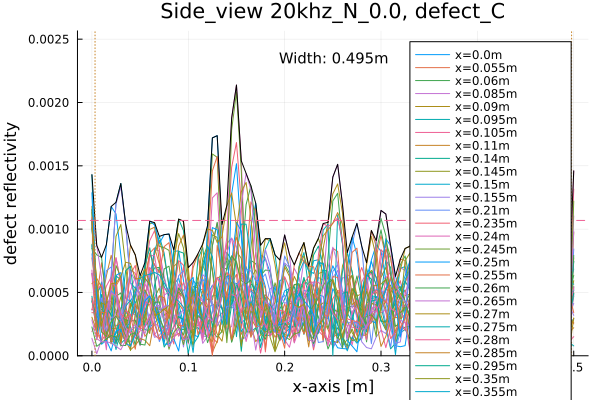 Side_view 20khz_N_0.0, defect_C
Width: 0.495m
defect reflectivity
0.0025
0.0020
0.0015
0.0010
0.0005
0.0000
0.0
0.1
0.2
0.3
.5
x-axis [m]
x=0.0m
x=0.055m
x=0.06m
x=0.085m
x=0.09m
x=0.095m
x=0.105m
x=0.11m
x=0.14m
x=0.145m
x=0.15m
x=0.155m
x=0.21m
x=0.235m
x=0.24m
x=0.245m
x=0.25m
x=0.255m
x=0.26m
x=0.265m
x=0.27m
x=0.275m
x=0.28m
x=0.285m
x=0.295m
x=0.35m
x=0.355m